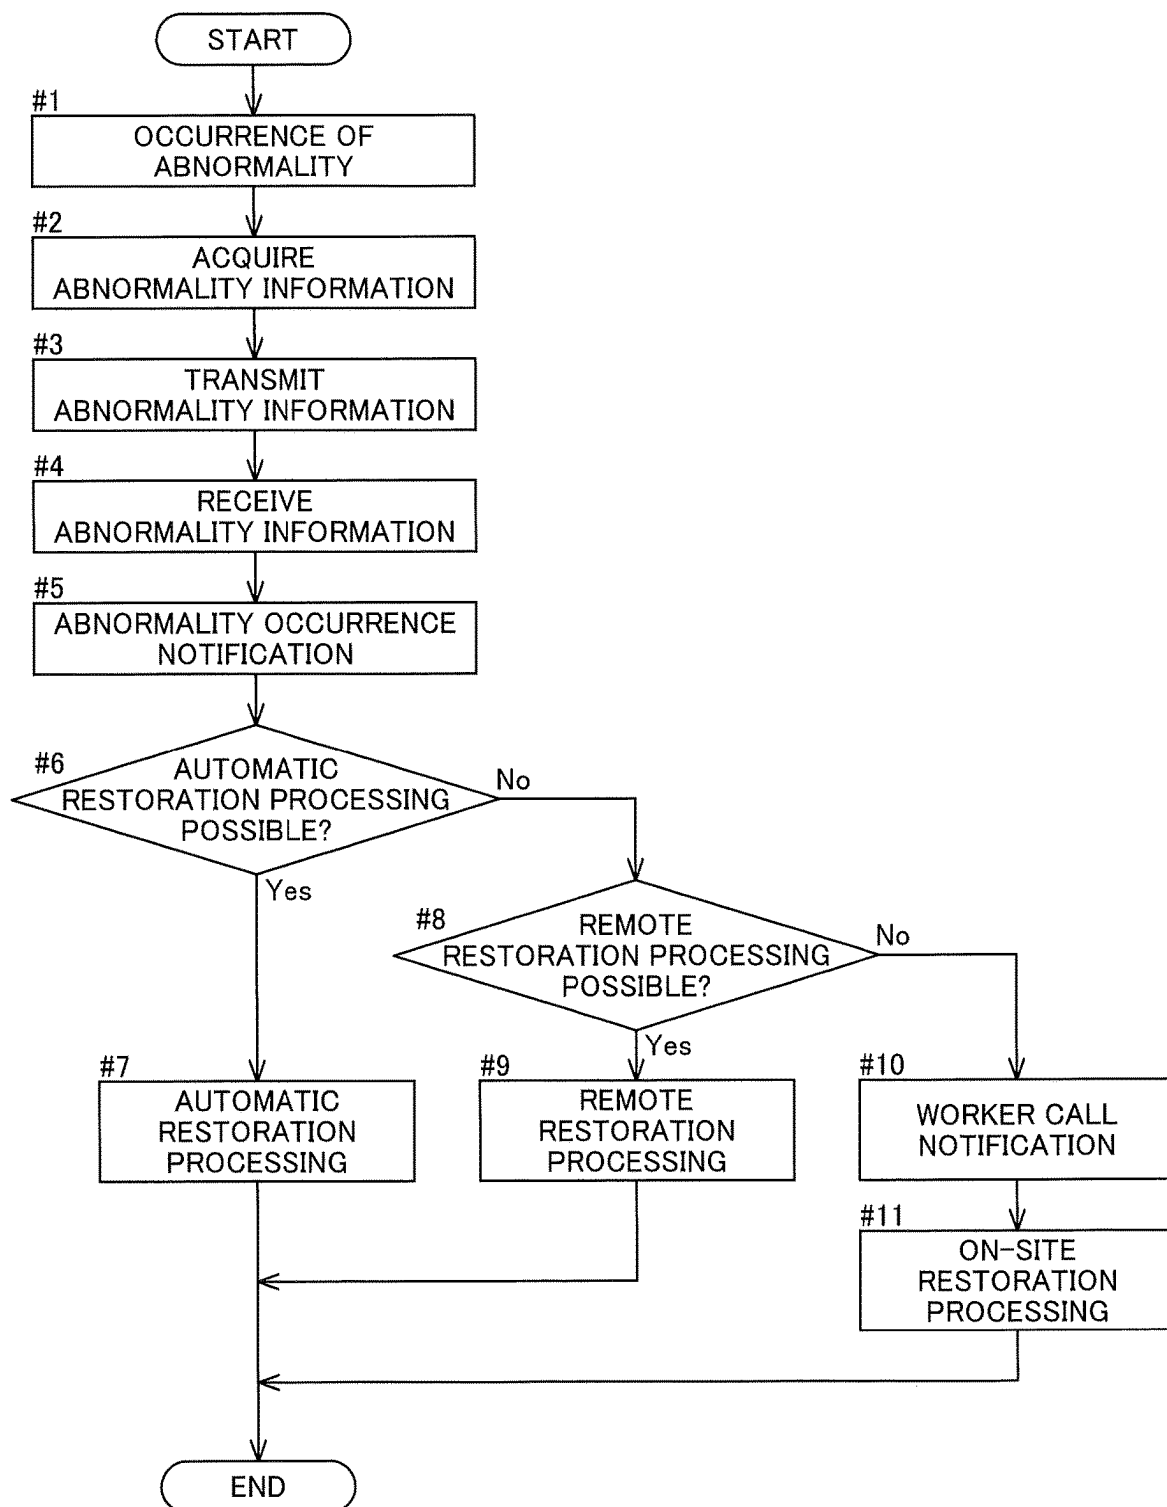 START
#1
OCCURRENCE OF
ABNORMALITY
#2
ACQUIRE
ABNORMALITY INFORMATION
#3
TRANSMIT
ABNORMALITY INFORMATION
#4
RECEIVE
ABNORMALITY INFORMATION
#5
ABNORMALITY OCCURRENCE
NOTIFICATION
#6
AUTOMATIC
RESTORATION PROCESSING
POSSIBLE?
No
Yes
#8
REMOTE
RESTORATION PROCESSING
POSSIBLE?
No
Yes
#7
AUTOMATIC
RESTORATION
PROCESSING
#9
REMOTE
RESTORATION
PROCESSING
#10
WORKER CALL
NOTIFICATION
#11
ON-SITE
RESTORATION
PROCESSING
END